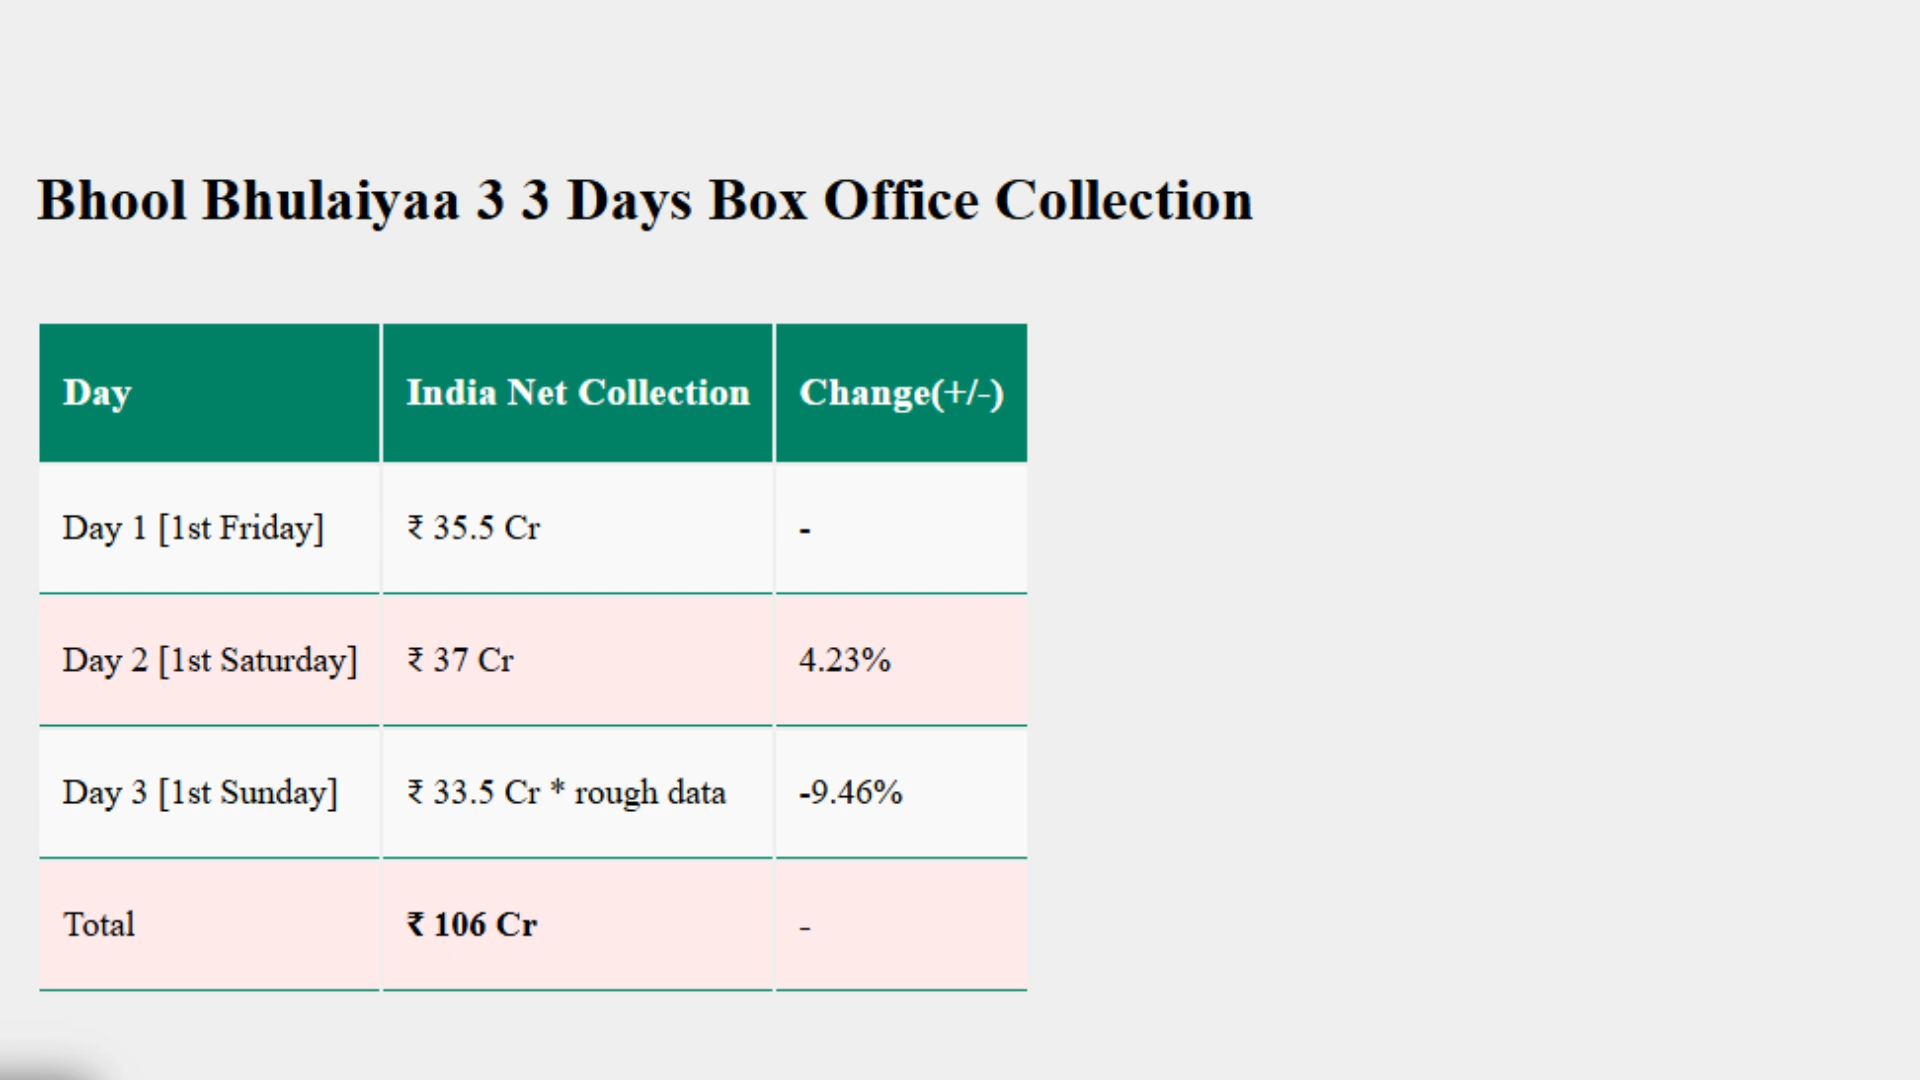 Bhool Bhulaiyaa 3 3 Days Box Office Collection
Day India Net Collection Change(+/-)
Day 1 [1st Friday] ₹ 35.5 Cr -
Day 2 [1st Saturday] ₹ 37 Cr 4.23%
Day 3 [1st Sunday] ₹ 33.5 Cr * rough data -9.46%
Total ₹ 106 Cr -